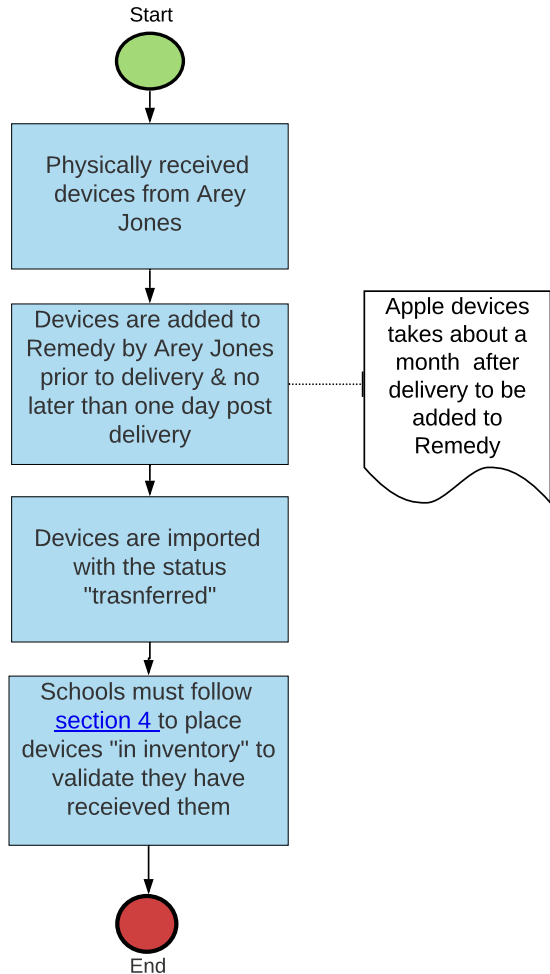 Start
Physically received
devices from Arey
Jones
Devices are added to
Remedy by Arey Jones
prior to delivery & no
later than one day post
delivery
Apple devices
takes about a
month after
delivery to be
added to
Remedy
Devices are imported
with the status
"trasnferred"
Schools must follow
section 4 to place
devices "in inventory" to
validate they have
receieved them
End